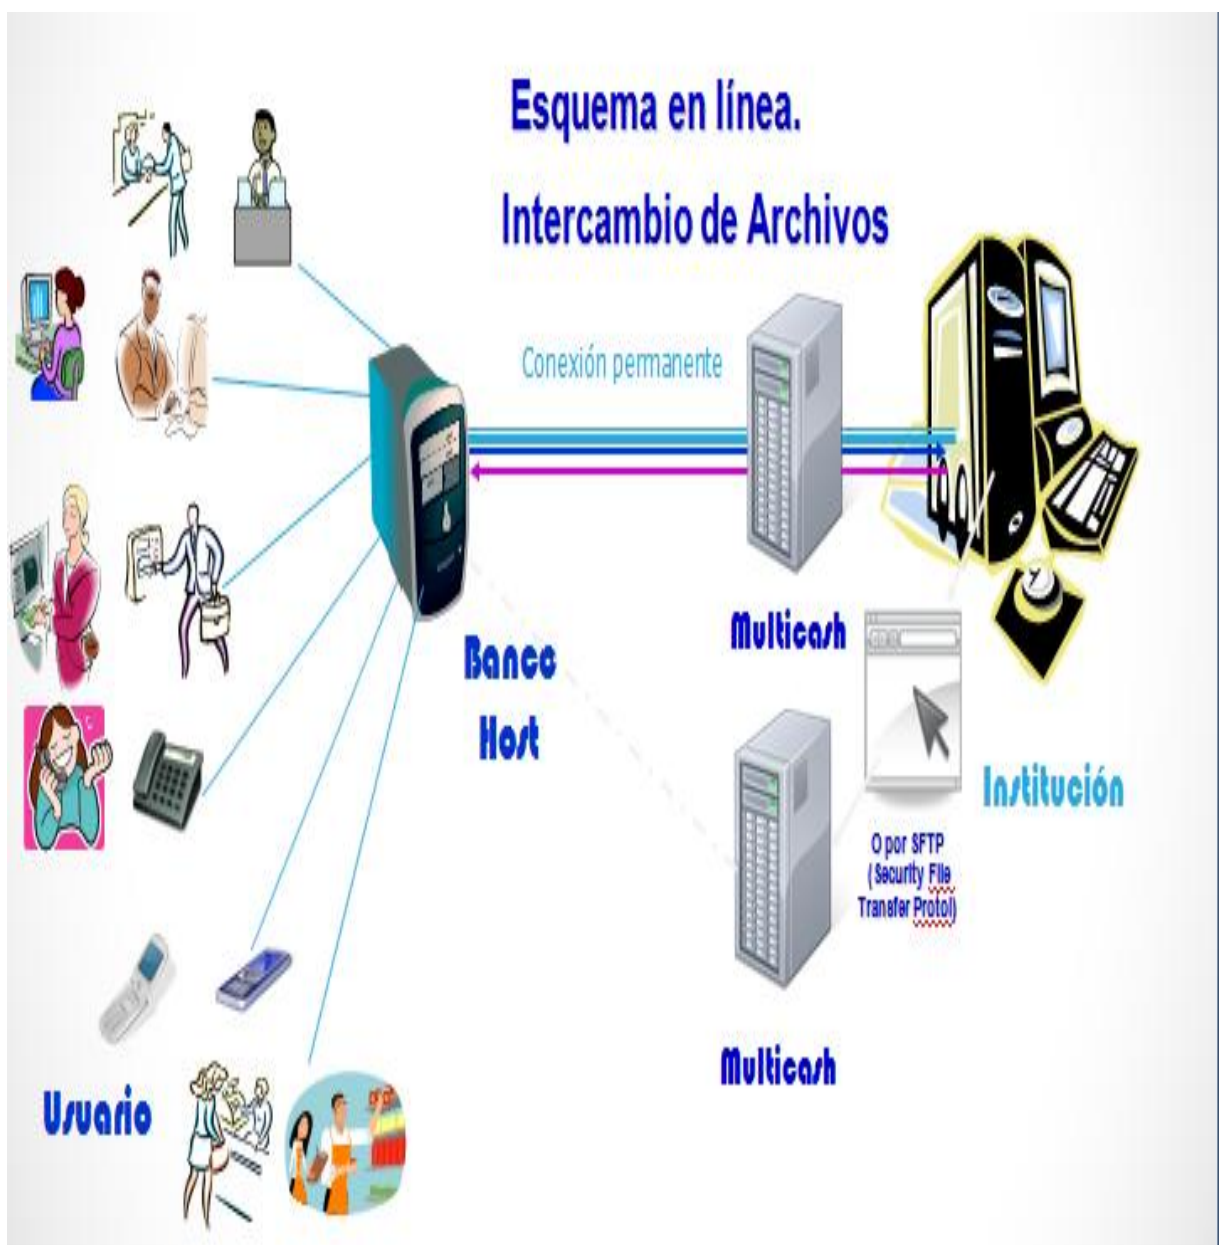 Esquema en línea.
Intercambio de Archivos
Conexión permanente
Multicash
Banco
Host
Institución
O por SFTP
(Security File
Transfer Protol)
Multicash
Usuario